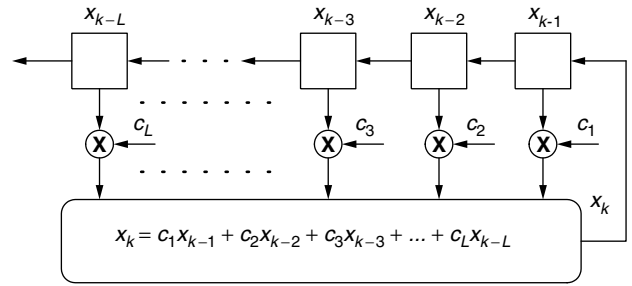 x_{k–L} x_{k–3} x_{k–2} x_{k-1}
X c_L X c_3 X c_2 X c_1
x_k
x_k = c_1x_{k–1} + c_2x_{k–2} + c_3x_{k–3} + ... + c_Lx_{k–L}